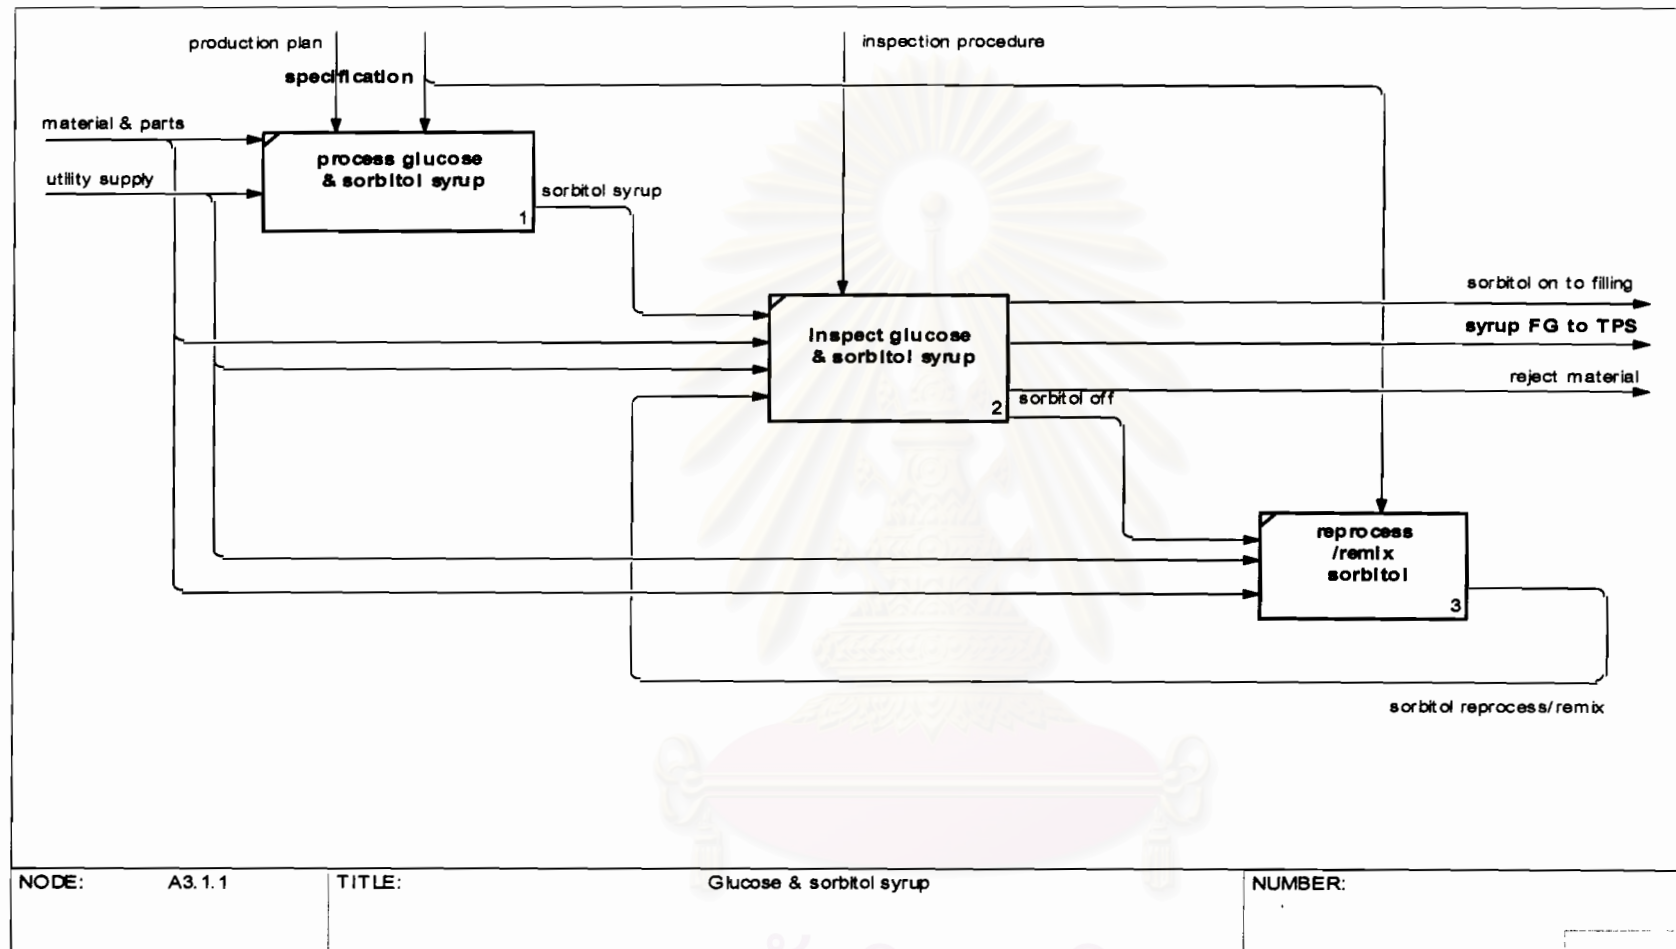 production plan
inspection procedure
specification
material & parts
process glucose
& sorbitol syrup
utility supply
sorbitol syrup
1
sorbitol on to filling
syrup FG to TPS
Inspect glucose
& sorbitol syrup
reject material
sorbitol off
2
reprocess
/remix
sorbitol
3
sorbitol reprocess/remix
NODE: A3.1.1
TITLE: Glucose & sorbitol syrup
NUMBER: